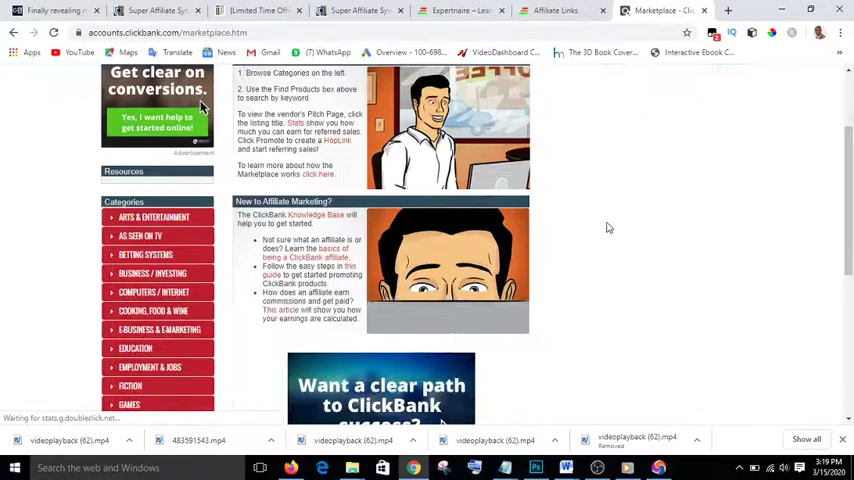 Finally revealing m
Super Affiliate Sys
[Limited Time Off
Super Affiliate Sys
Expertnaire – Lear
Affiliate Links
Marketplace - Clic
accounts.clickbank.com/marketplace.htm
Apps
YouTube
Maps
Translate
News
Gmail
(7) WhatsApp
Overview – 100-698...
VideoDashboard C...
The 3D Book Cover...
Interactive Ebook C...
Get clear on
conversions.
Yes, I want help to
get started online!
Advertisement
Resources
Categories
ARTS & ENTERTAINMENT
AS SEEN ON TV
BETTING SYSTEMS
BUSINESS / INVESTING
COMPUTERS / INTERNET
COOKING, FOOD & WINE
E-BUSINESS & E-MARKETING
EDUCATION
EMPLOYMENT & JOBS
FICTION
GAMES
1. Browse Categories on the left.
2. Use the Find Products box above
to search by keyword.
To view the vendor's Pitch Page, click
the listing title. Stats show you how
much you can earn for referred sales.
Click Promote to create a HopLink
and start referring sales!
To learn more about how the
Marketplace works click here.
New to Affiliate Marketing?
The ClickBank Knowledge Base will
help you to get started.
• Not sure what an affiliate is or
does? Learn the basics of
being a ClickBank affiliate.
• Follow the easy steps in this
guide to get started promoting
ClickBank products.
• How does an affiliate earn
commissions and get paid?
This article will show you how
your earnings are calculated.
Want a clear path
to ClickBank
success?
Waiting for stats.g.doubleclick.net...
videoplayback (62).mp4
483591543.mp4
videoplayback (62).mp4
videoplayback (62).mp4
videoplayback (62).mp4
Removed
Show all
Search the web and Windows
3:19 PM
3/15/2020